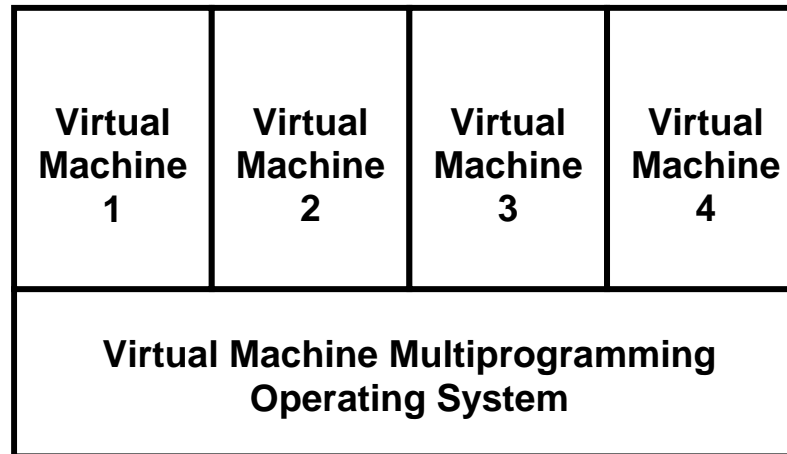 Virtual
Machine
1
Virtual
Machine
2
Virtual
Machine
3
Virtual
Machine
4
Virtual Machine Multiprogramming
Operating System